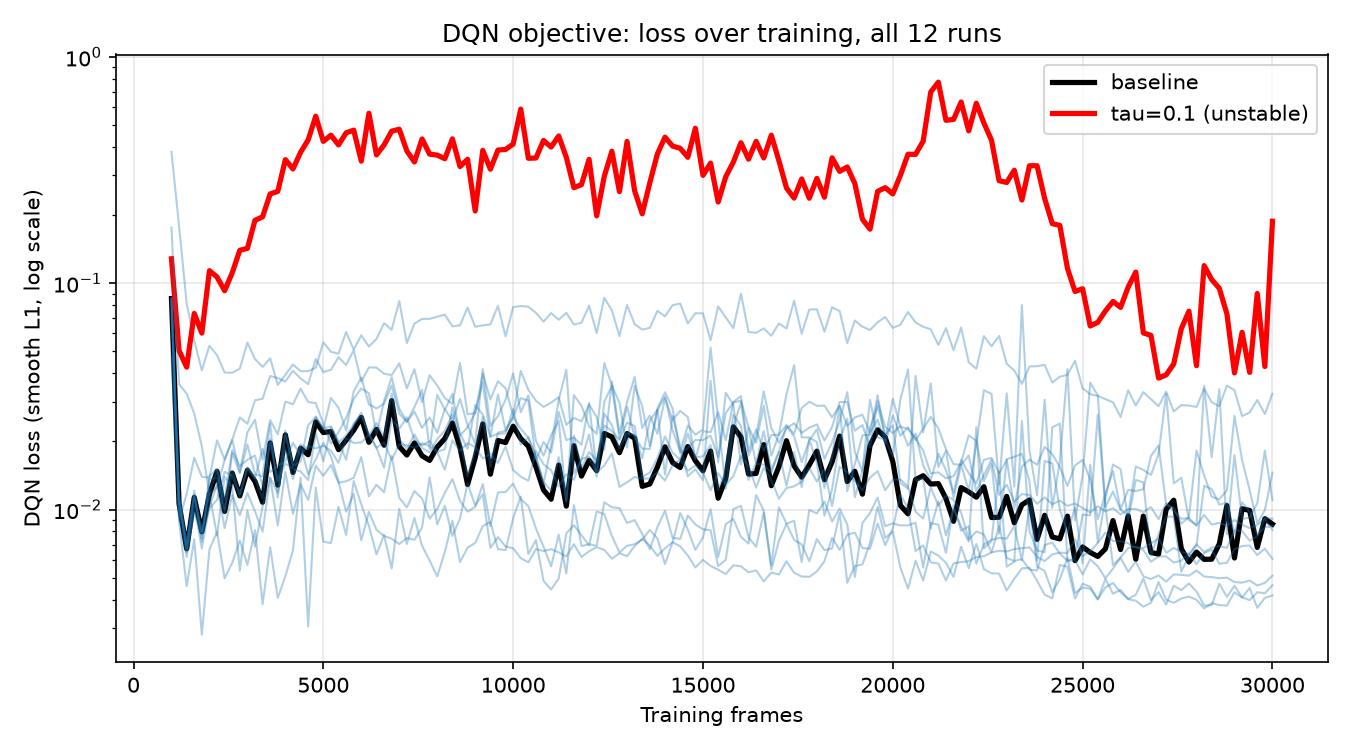 DQN objective: loss over training, all 12 runs
baseline
tau=0.1 (unstable)
DQN loss (smooth L1, log scale)
10⁰
10⁻¹
10⁻²
0 5000 10000 15000 20000 25000 30000
Training frames